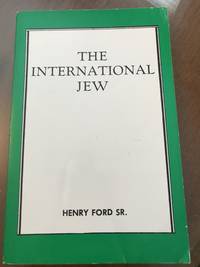 THE
INTERNATIONAL
JEW
HENRY FORD SR.